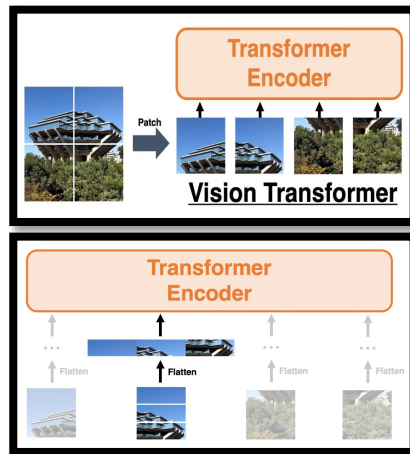 Transformer
Encoder
Patch
Vision Transformer
Transformer
Encoder
...
...
...
Flatten
Flatten
Flatten
Flatten